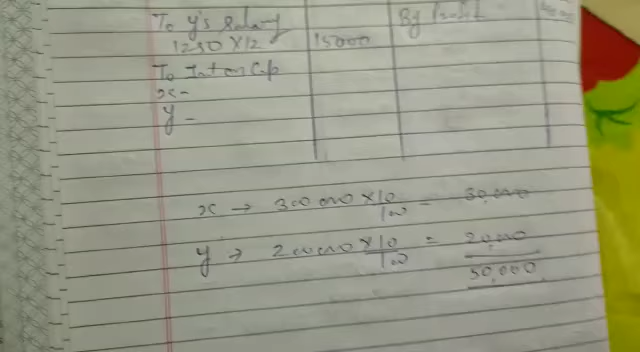 To y's Salary
1250 X 12 15000 By Profit
To Int on Cap
x -
y -
x → 300000 × 10/100 = 30,000
y → 200000 × 10/100 = 20,000
50,000